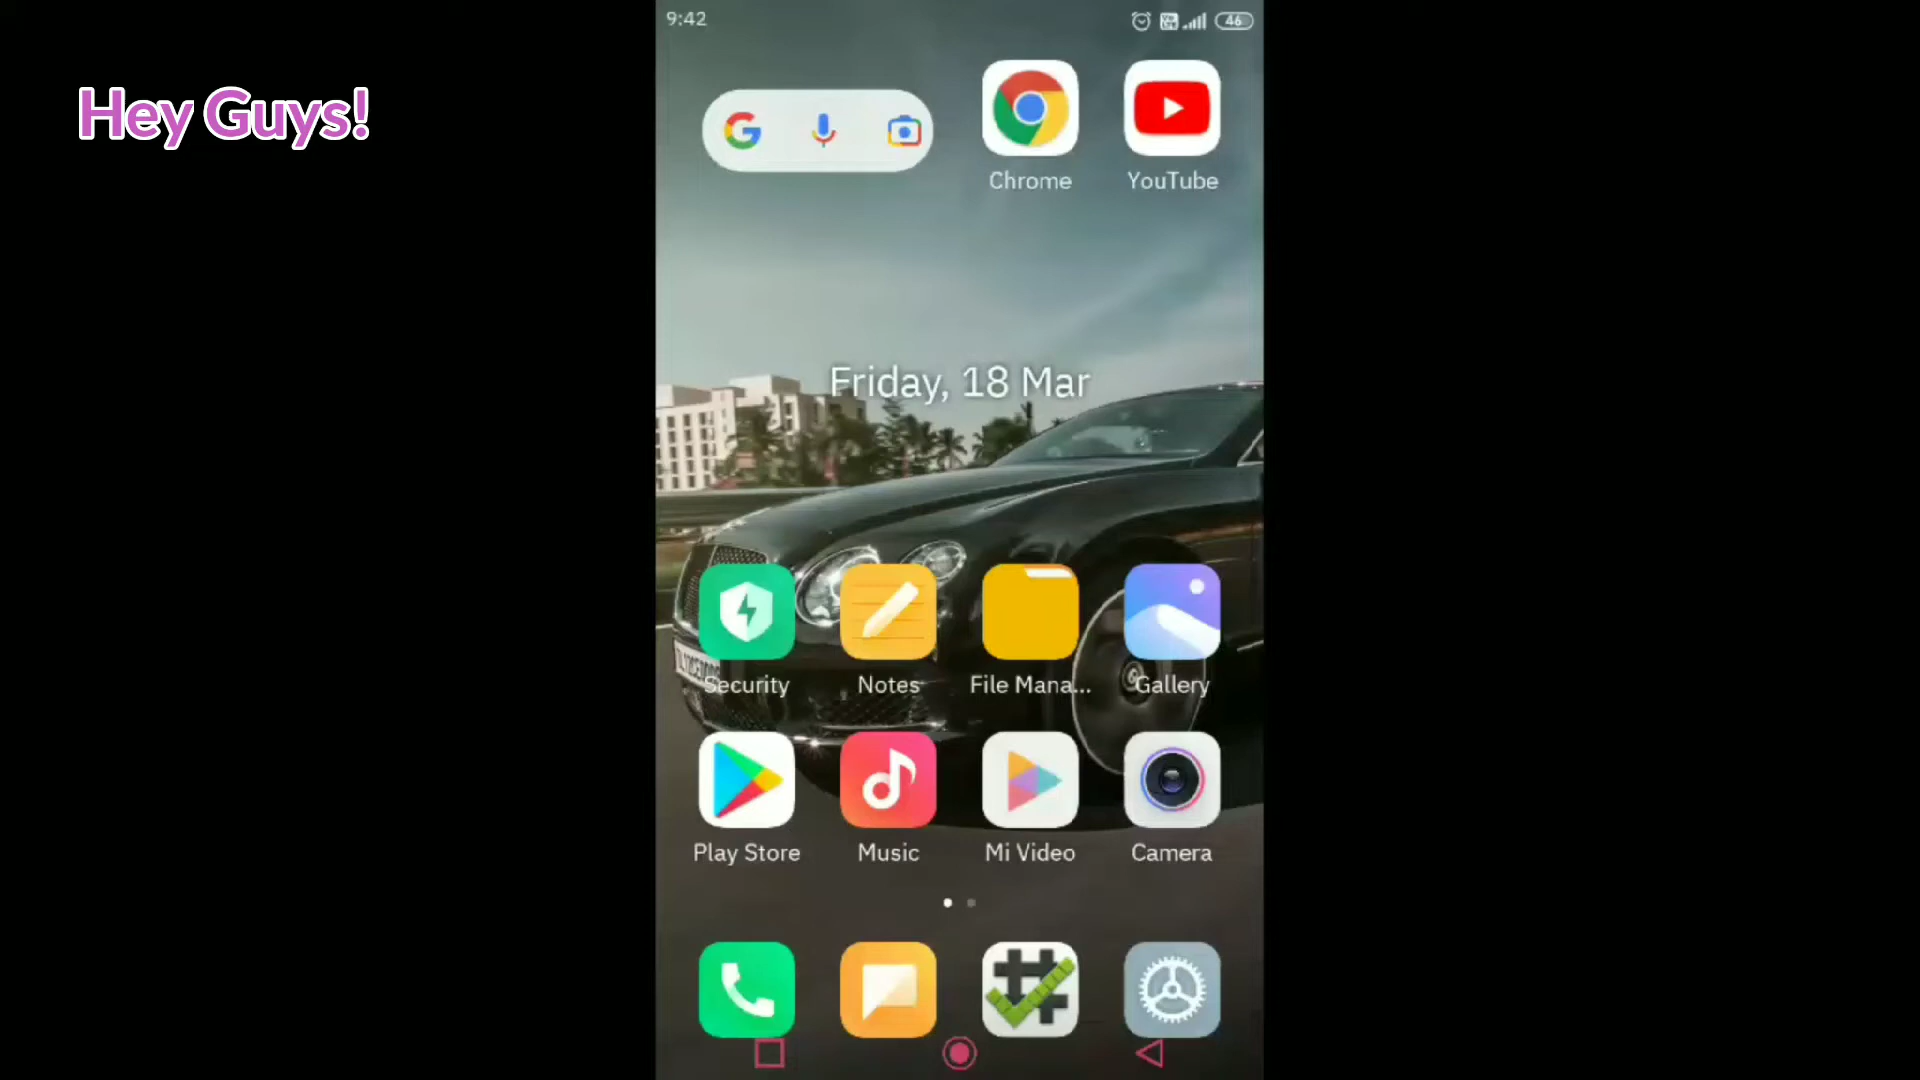 9:42
46
Hey Guys!
Chrome
YouTube
Friday, 18 Mar
Security
Notes
File Mana...
Gallery
Play Store
Music
Mi Video
Camera